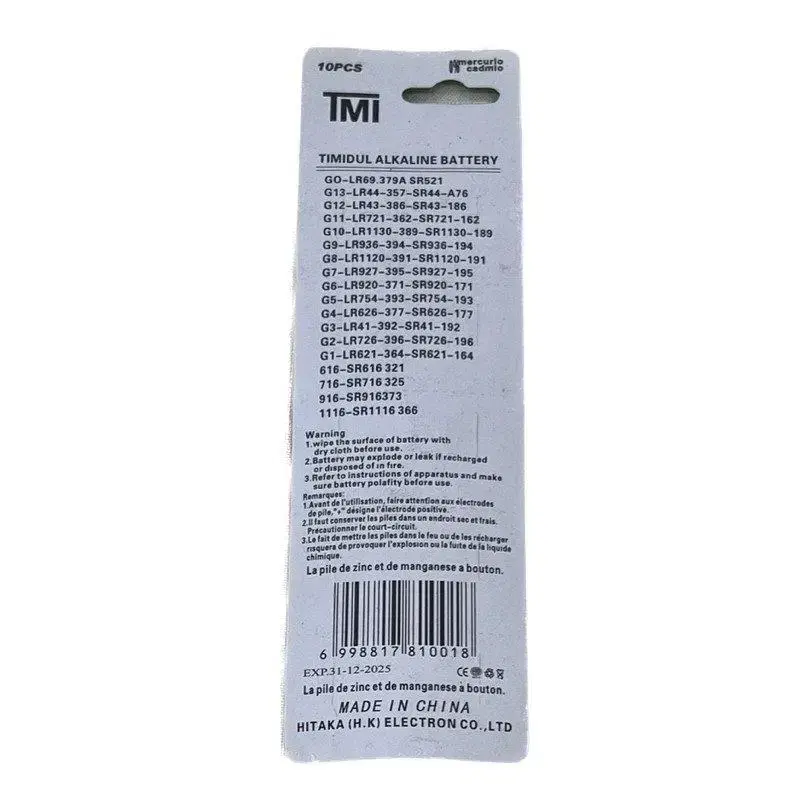 10PCS
mercurio
cadmio
TMI
TIMIDUL ALKALINE BATTERY
GO-LR69.379A SR521
G13-LR44-357-SR44-A76
G12-LR43-386-SR43-186
G11-LR721-362-SR721-162
G10-LR1130-389-SR1130-189
G9-LR936-394-SR936-194
G8-LR1120-391-SR1120-191
G7-LR927-395-SR927-195
G6-LR920-371-SR920-171
G5-LR754-393-SR754-193
G4-LR626-377-SR626-177
G3-LR41-392-SR41-192
G2-LR726-396-SR726-196
G1-LR621-364-SR621-164
616-SR616 321
716-SR716 325
916-SR916373
1116-SR1116 366
Warning
1.wipe the surface of battery with
dry cloth before use.
2.Battery may explode or leak if recharged
or disposed of in fire.
3.Refer to instructions of apparatus and make
sure battery polafity before use.
Remarques:
1.Avant de l'utilisation, faire attention aux électrodes
de pile,"+" désigne l'électrode positive.
2.Il faut conserver les piles dans un endroit sec et frais.
Précautionner le court-circuit.
3.Le fait de mettre les piles dans le feu ou de les récharger
risquera de provoquer l'explosion ou la fuite de la liquide
chimique.
La pile de zinc et de manganese à bouton.
6 998817 810018
EXP.31-12-2025
CE
La pile de zinc et de manganese à bouton.
MADE IN CHINA
HITAKA (H.K) ELECTRON CO.,LTD